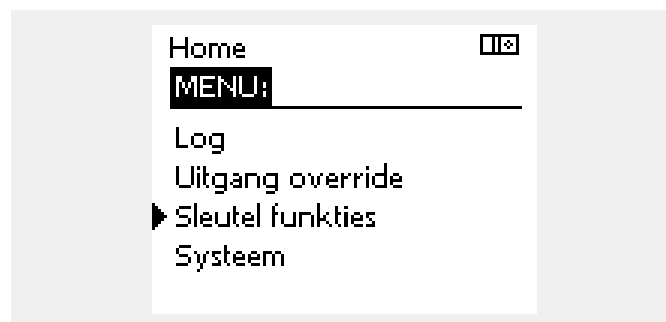 Home
MENU:
Log
Uitgang override
Sleutel funkties
Systeem